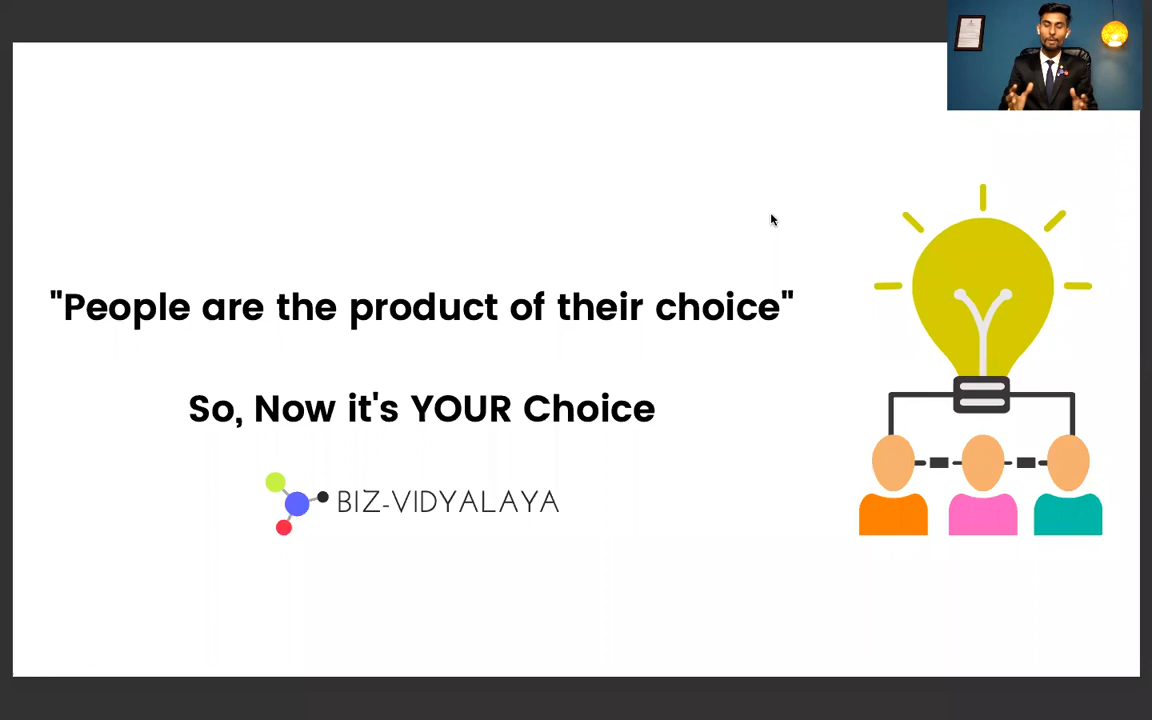 "People are the product of their choice"
So, Now it's YOUR Choice
BIZ-VIDYALAYA